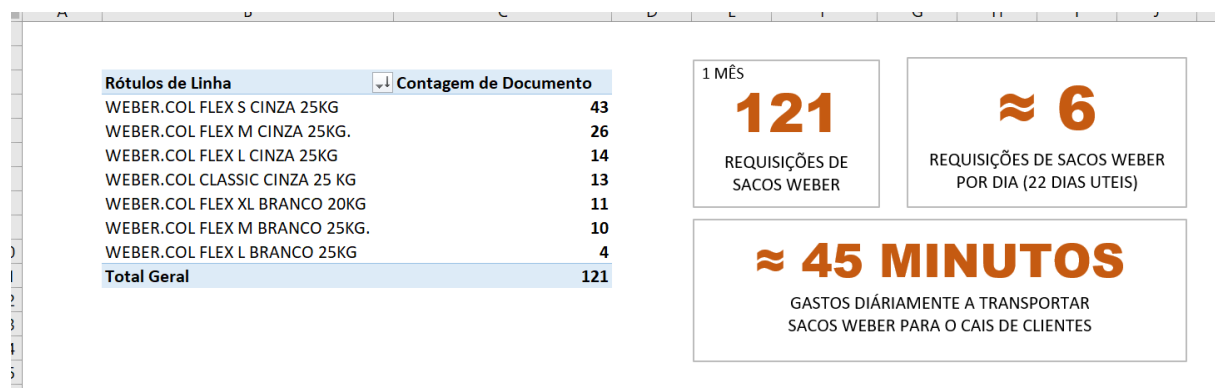 A B C D E F G H I J
Rótulos de Linha Contagem de Documento
WEBER.COL FLEX S CINZA 25KG 43
WEBER.COL FLEX M CINZA 25KG. 26
WEBER.COL FLEX L CINZA 25KG 14
WEBER.COL CLASSIC CINZA 25 KG 13
WEBER.COL FLEX XL BRANCO 20KG 11
WEBER.COL FLEX M BRANCO 25KG. 10
WEBER.COL FLEX L BRANCO 25KG 4
Total Geral 121
1 MÊS
121
REQUISIÇÕES DE
SACOS WEBER
≈ 6
REQUISIÇÕES DE SACOS WEBER
POR DIA (22 DIAS UTEIS)
≈ 45 MINUTOS
GASTOS DIÁRIAMENTE A TRANSPORTAR
SACOS WEBER PARA O CAIS DE CLIENTES